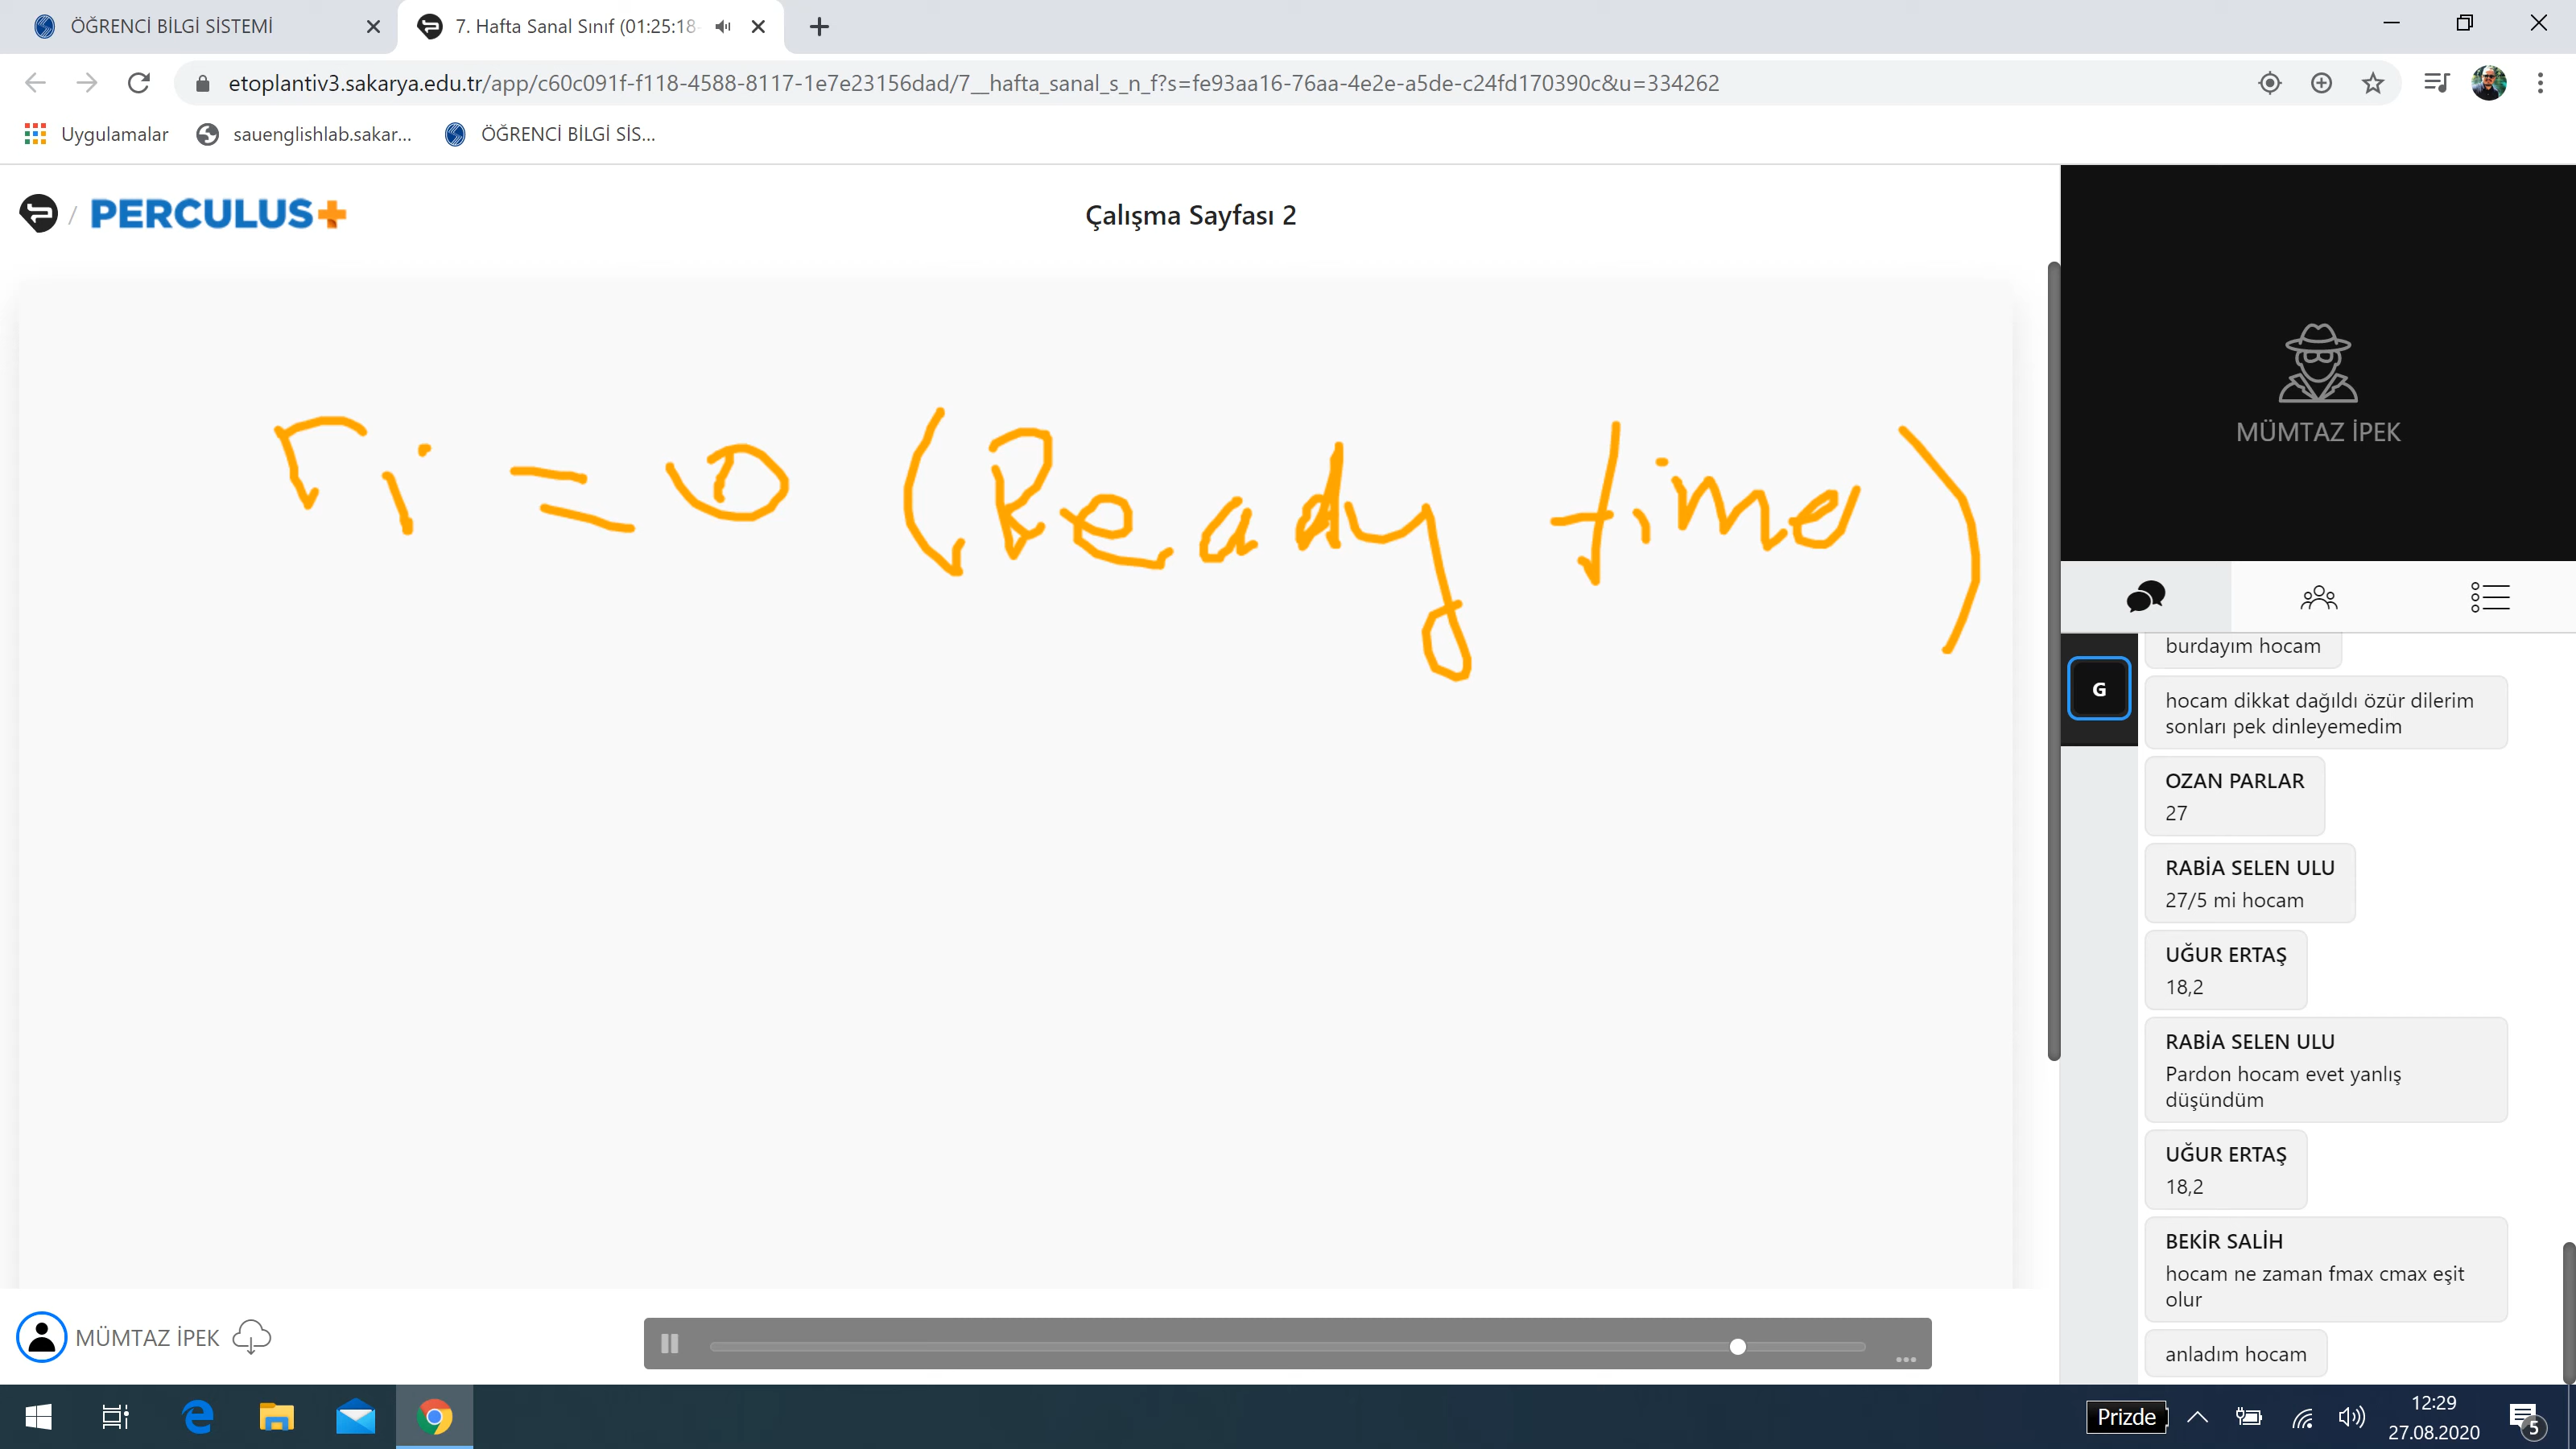 ÖĞRENCİ BİLGİ SİSTEMİ
7. Hafta Sanal Sınıf (01:25:18
etoplantiv3.sakarya.edu.tr/app/c60c091f-f118-4588-8117-1e7e23156dad/7__hafta_sanal_s_n_f?s=fe93aa16-76aa-4e2e-a5de-c24fd170390c&u=334262
Uygulamalar
sauenglishlab.sakar...
ÖĞRENCİ BİLGİ SİS...
/ PERCULUS+
Çalışma Sayfası 2
ri = 0 (Ready time)
MÜMTAZ İPEK
G
burdayım hocam
hocam dikkat dağıldı özür dilerim
sonları pek dinleyemedim
OZAN PARLAR
27
RABİA SELEN ULU
27/5 mi hocam
UĞUR ERTAŞ
18,2
RABİA SELEN ULU
Pardon hocam evet yanlış
düşündüm
UĞUR ERTAŞ
18,2
BEKİR SALİH
hocam ne zaman fmax cmax eşit
olur
anladım hocam
MÜMTAZ İPEK
Prizde
12:29
27.08.2020
5